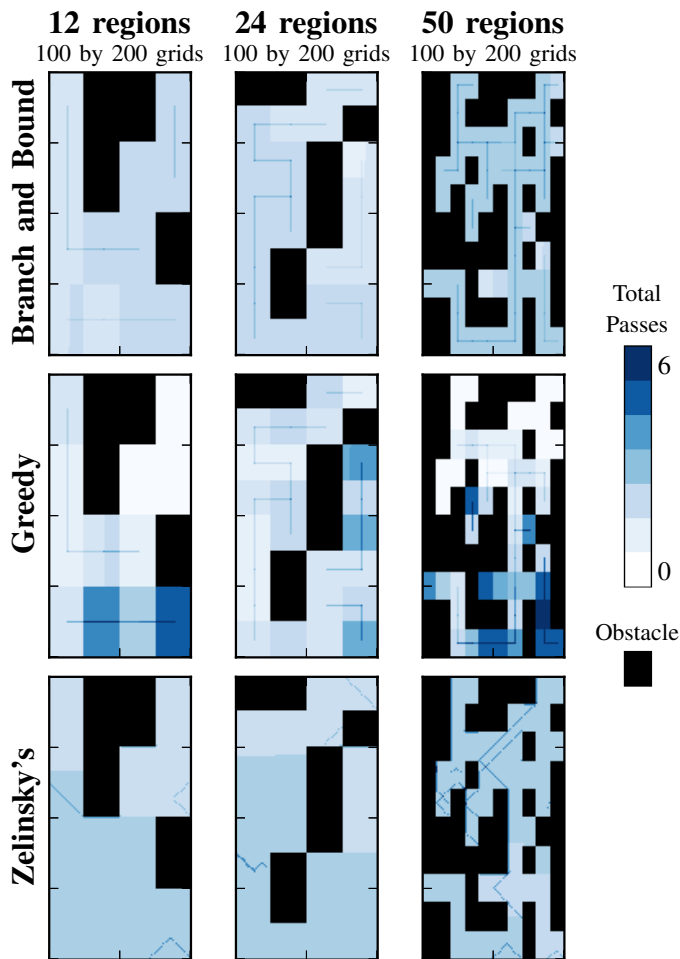 12 regions
100 by 200 grids
24 regions
100 by 200 grids
50 regions
100 by 200 grids
Branch and Bound
Greedy
Zelinsky's
Total
Passes
6
0
Obstacle